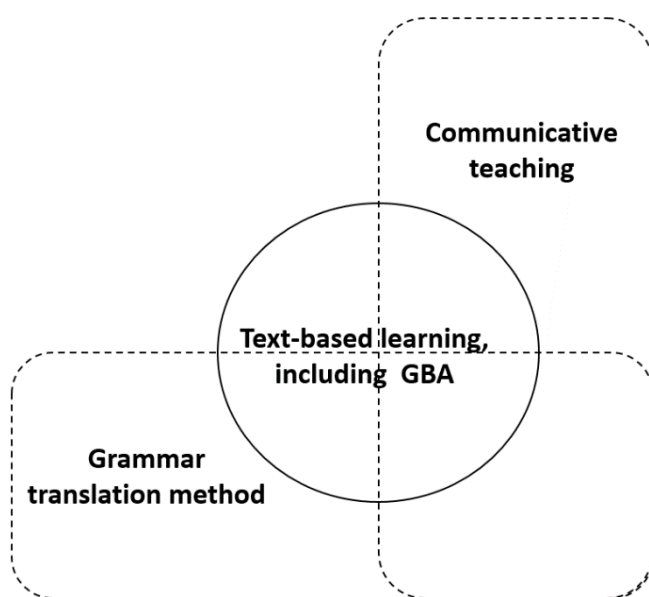 Communicative
teaching
Text-based learning,
including GBA
Grammar
translation method